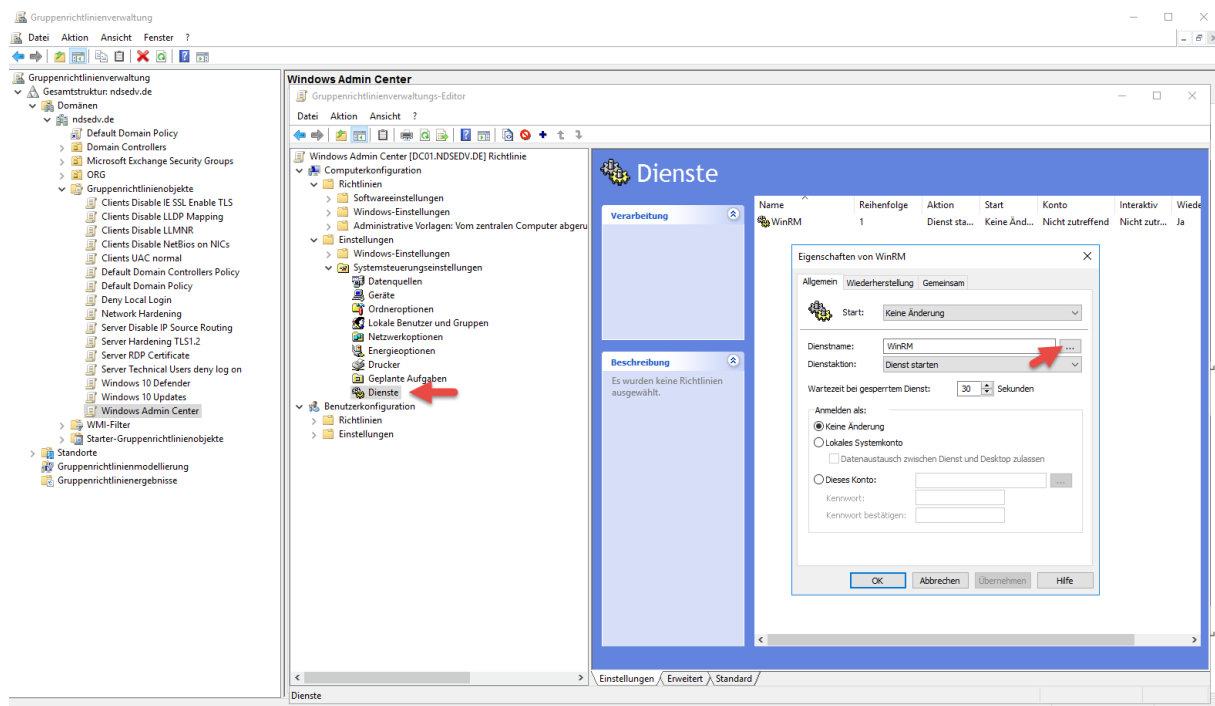 Gruppenrichtlinienverwaltung
Datei Aktion Ansicht Fenster ?
Gruppenrichtlinienverwaltung
Gesamtstruktur: ndsedv.de
Domänen
ndsedv.de
Default Domain Policy
Domain Controllers
Microsoft Exchange Security Groups
ORG
Gruppenrichtlinienobjekte
Clients Disable IE SSL Enable TLS
Clients Disable LLDP Mapping
Clients Disable LLMNR
Clients Disable NetBios on NICs
Clients UAC normal
Default Domain Controllers Policy
Default Domain Policy
Deny Local Login
Network Hardening
Server Disable IP Source Routing
Server Hardening TLS1.2
Server RDP Certificate
Server Technical Users deny log on
Windows 10 Defender
Windows 10 Updates
Windows Admin Center
WMI-Filter
Starter-Gruppenrichtlinienobjekte
Standorte
Gruppenrichtlinienmodellierung
Gruppenrichtlinienergebnisse
Windows Admin Center
Gruppenrichtlinienverwaltungs-Editor
Datei Aktion Ansicht ?
Windows Admin Center [DC01.NDSEDV.DE] Richtlinie
Computerkonfiguration
Richtlinien
Softwareeinstellungen
Windows-Einstellungen
Administrative Vorlagen: Vom zentralen Computer abgeru
Einstellungen
Windows-Einstellungen
Systemsteuerungseinstellungen
Datenquellen
Geräte
Ordneroptionen
Lokale Benutzer und Gruppen
Netzwerkoptionen
Energieoptionen
Drucker
Geplante Aufgaben
Dienste
Benutzerkonfiguration
Richtlinien
Einstellungen
Dienste
Dienste
Verarbeitung
Beschreibung
Es wurden keine Richtlinien
ausgewählt.
Name Reihenfolge Aktion Start Konto Interaktiv Wiede
WinRM 1 Dienst sta... Keine Änd... Nicht zutreffend Nicht zutr... Ja
Eigenschaften von WinRM
Allgemein Wiederherstellung Gemeinsam
Start: Keine Änderung
Dienstname: WinRM ...
Dienstaktion: Dienst starten
Wartezeit bei gesperrtem Dienst: 30 Sekunden
Anmelden als:
Keine Änderung
Lokales Systemkonto
Datenaustausch zwischen Dienst und Desktop zulassen
Dieses Konto: ...
Kennwort:
Kennwort bestätigen:
OK Abbrechen Übernehmen Hilfe
Einstellungen Erweitert Standard